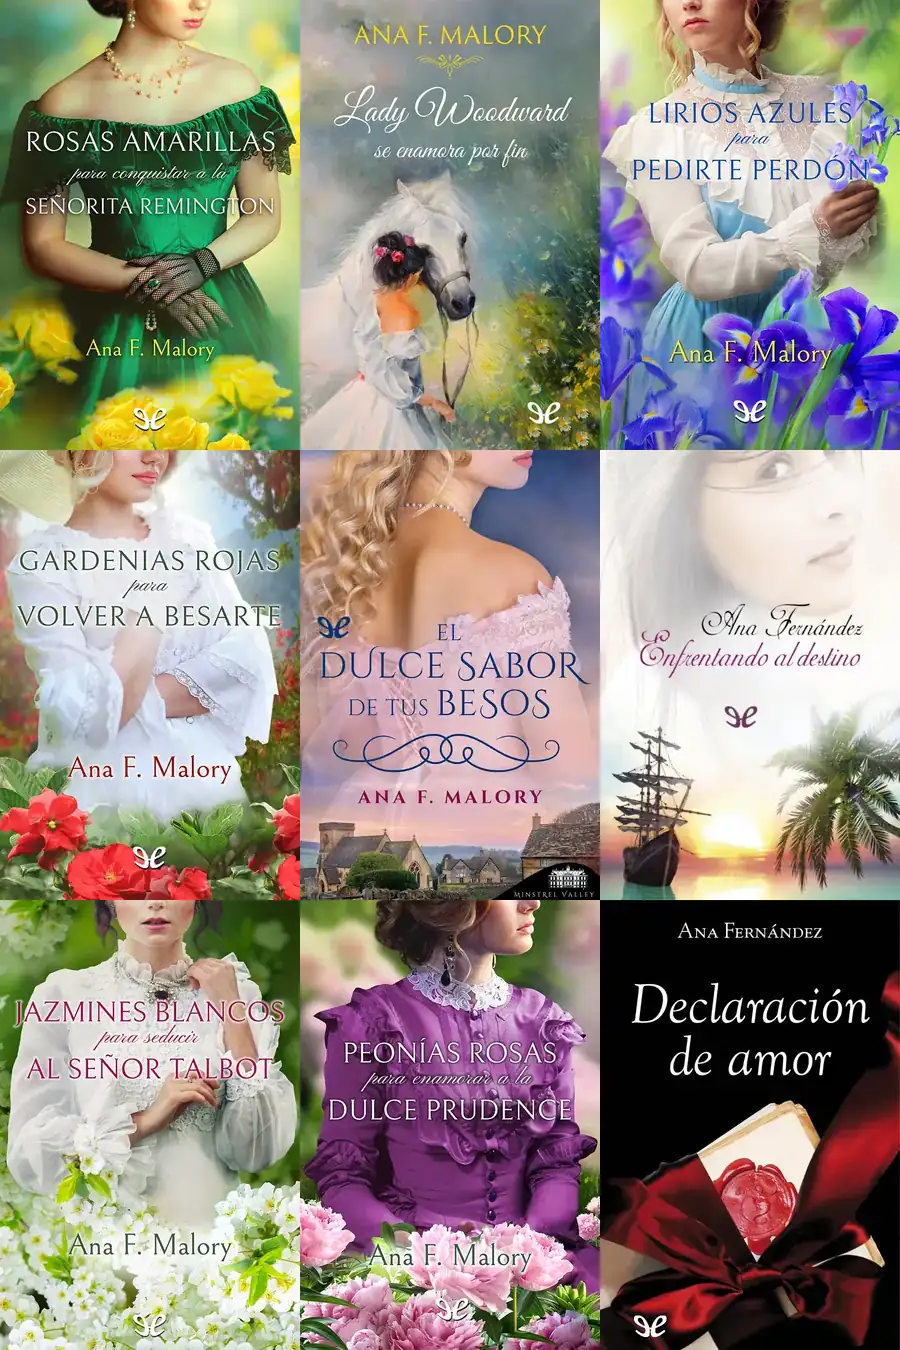 ROSAS AMARILLAS
para conquistar a la
SEÑORITA REMINGTON
Ana F. Malory
ANA F. MALORY
Lady Woodward
se enamora por fin
LIRIOS AZULES
para
PEDIRTE PERDÓN
Ana F. Malory
GARDENIAS ROJAS
para
VOLVER A BESARTE
Ana F. Malory
EL
DULCE SABOR
DE TUS BESOS
ANA F. MALORY
MINSTREL VALLEY
Ana Fernández
Enfrentando al destino
JAZMINES BLANCOS
para seducir
AL SEÑOR TALBOT
Ana F. Malory
PEONÍAS ROSAS
para enamorar a la
DULCE PRUDENCE
Ana F. Malory
ANA FERNÁNDEZ
Declaración
de amor